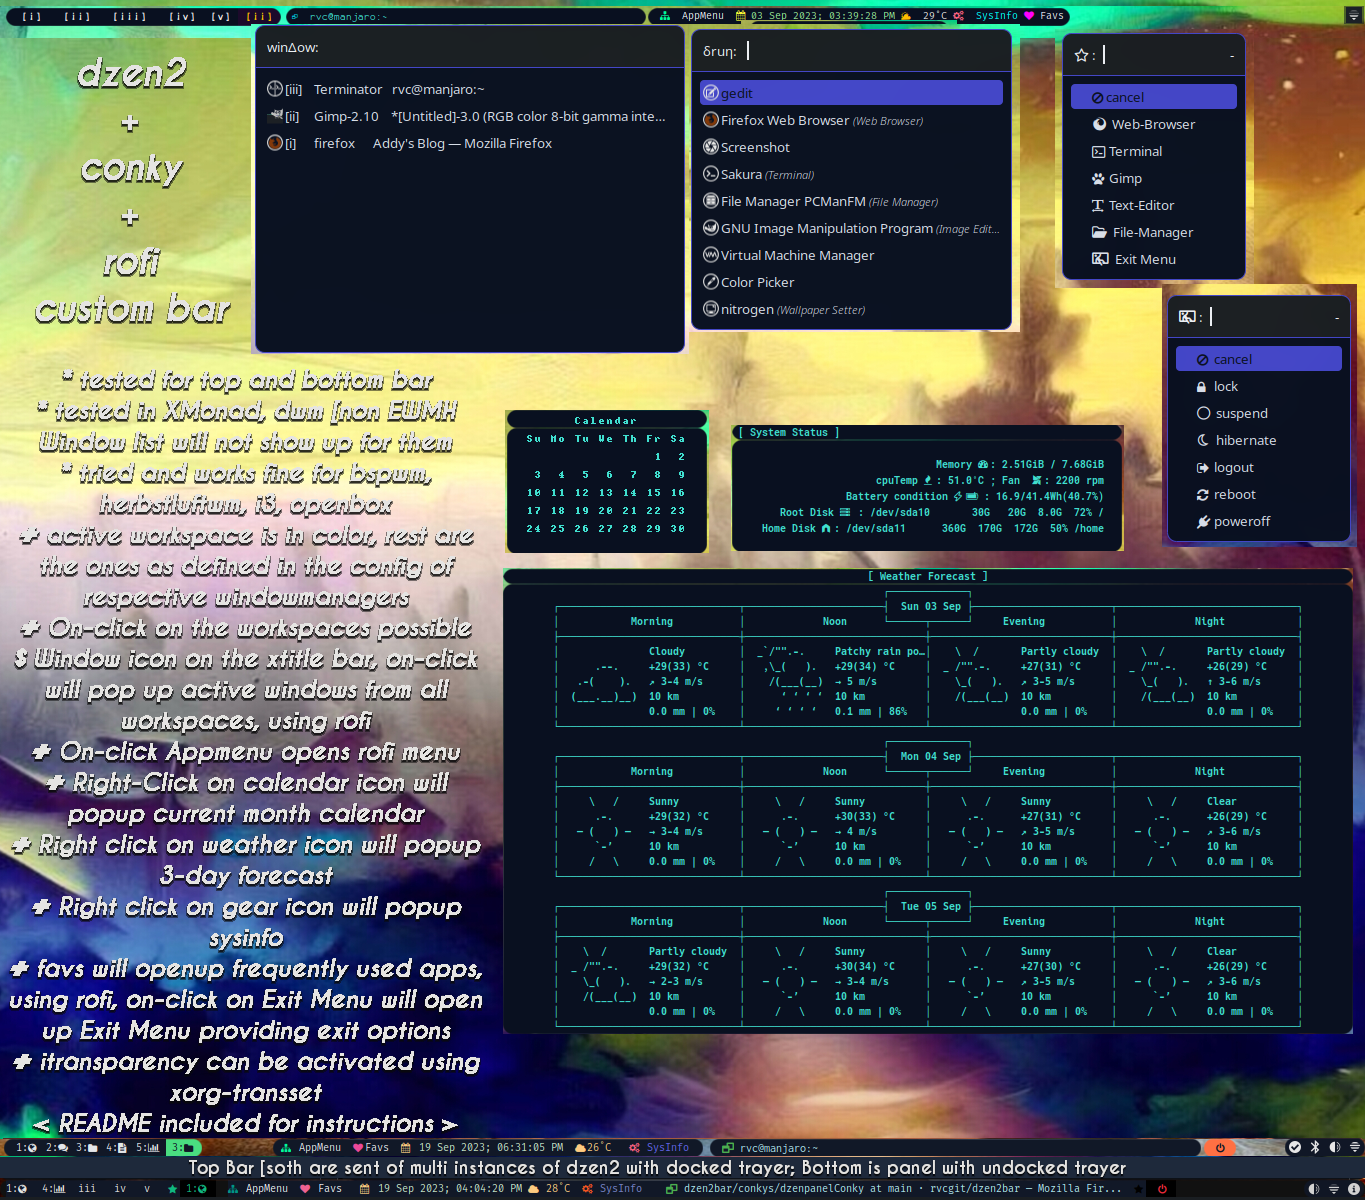 [i] [ii] [iii] [iv] [v] [ii] rvc@manjaro:~ AppMenu 03 Sep 2023; 03:39:28 PM 29°C SysInfo Favs
dzen2
+
conky
+
rofi
custom bar
* tested for top and bottom bar
* tested in XMonad, dwm [non EWMH
Window list will not show up for them
* tried and works fine for bspwm,
herbstluftwm, i3, openbox
# active workspace is in color, rest are
the ones as defined in the config of
respective windowmanagers
# On-click on the workspaces possible
$ Window icon on the xtitle bar, on-click
will pop up active windows from all
workspaces, using rofi
# On-click Appmenu opens rofi menu
# Right-Click on calendar icon will
popup current month calendar
# Right click on weather icon will popup
3-day forecast
# Right click on gear icon will popup
sysinfo
# favs will openup frequently used apps,
using rofi, on-click on Exit Menu will open
up Exit Menu providing exit options
# itransparency can be activated using
xorg-transset
< README included for instructions >
winΔow:
[iii] Terminator rvc@manjaro:~
[ii] Gimp-2.10 *[Untitled]-3.0 (RGB color 8-bit gamma inte...
[i] firefox Addy's Blog — Mozilla Firefox
δruη:
gedit
Firefox Web Browser (Web Browser)
Screenshot
Sakura (Terminal)
File Manager PCManFM (File Manager)
GNU Image Manipulation Program (Image Edit...
Virtual Machine Manager
Color Picker
nitrogen (Wallpaper Setter)
: -
cancel
Web-Browser
Terminal
Gimp
Text-Editor
File-Manager
Exit Menu
: -
cancel
lock
suspend
hibernate
logout
reboot
poweroff
Calendar
Su Mo Tu We Th Fr Sa
1 2
3 4 5 6 7 8 9
10 11 12 13 14 15 16
17 18 19 20 21 22 23
24 25 26 27 28 29 30
[ System Status ]
Memory : 2.51GiB / 7.68GiB
cpuTemp : 51.0°C ; Fan : 2200 rpm
Battery condition : 16.9/41.4Wh(40.7%)
Root Disk : /dev/sda10 30G 20G 8.0G 72% /
Home Disk : /dev/sda11 360G 170G 172G 50% /home
[ Weather Forecast ]
Sun 03 Sep
Morning Noon Evening Night
Cloudy Patchy rain po… Partly cloudy Partly cloudy
+29(33) °C +29(34) °C +27(31) °C +26(29) °C
↗ 3-4 m/s → 5 m/s ↗ 3-5 m/s ↑ 3-6 m/s
10 km 10 km 10 km 10 km
0.0 mm | 0% 0.1 mm | 86% 0.0 mm | 0% 0.0 mm | 0%
Mon 04 Sep
Morning Noon Evening Night
Sunny Sunny Sunny Clear
+29(32) °C +30(33) °C +27(31) °C +26(29) °C
→ 3-4 m/s → 4 m/s ↗ 3-5 m/s ↗ 3-6 m/s
10 km 10 km 10 km 10 km
0.0 mm | 0% 0.0 mm | 0% 0.0 mm | 0% 0.0 mm | 0%
Tue 05 Sep
Morning Noon Evening Night
Partly cloudy Sunny Sunny Clear
+29(32) °C +30(34) °C +27(30) °C +26(29) °C
→ 2-3 m/s → 3-4 m/s ↗ 3-5 m/s ↗ 3-6 m/s
10 km 10 km 10 km 10 km
0.0 mm | 0% 0.0 mm | 0% 0.0 mm | 0% 0.0 mm | 0%
1: 2: 3: 4: 5: 3: AppMenu Favs 19 Sep 2023; 06:31:05 PM 26°C SysInfo rvc@manjaro:~
Top Bar [soth are sent of multi instances of dzen2 with docked trayer; Bottom is panel with undocked trayer
1: 4: iii iv v 1: AppMenu Favs 19 Sep 2023; 04:04:20 PM 28°C SysInfo dzen2bar/conkys/dzenpanelConky at main · rvcgit/dzen2bar — Mozilla Fir...